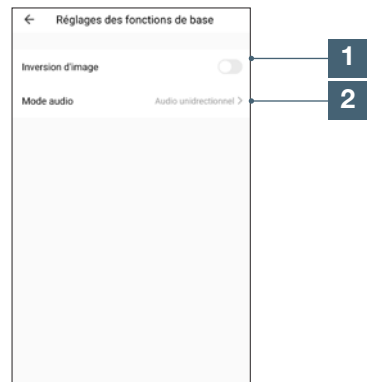 ← Réglages des fonctions de base
Inversion d'image
1
Mode audio Audio unidirectionnel >
2